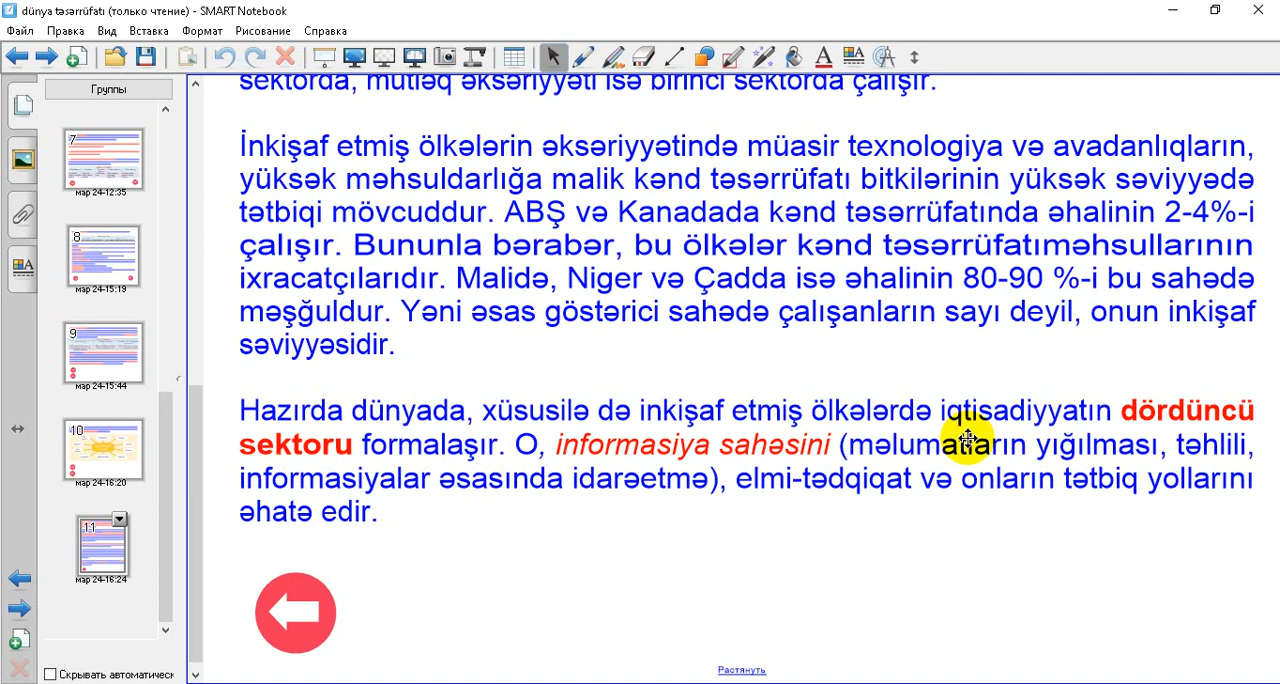 dünya təsərrüfatı (только чтение) - SMART Notebook
Файл Правка Вид Вставка Формат Рисование Справка
Группы
7
мар 24-12:35
8
мар 24-15:19
9
мар 24-15:44
10
мар 24-16:20
11
мар 24-16:24
Скрывать автоматическ
sektorda, mütləq əksəriyyəti isə birinci sektorda çalışır.
İnkişaf etmiş ölkələrin əksəriyyətində müasir texnologiya və avadanlıqların,
yüksək məhsuldarlığa malik kənd təsərrüfatı bitkilərinin yüksək səviyyədə
tətbiqi mövcuddur. ABŞ və Kanadada kənd təsərrüfatında əhalinin 2-4%-i
çalışır. Bununla bərabər, bu ölkələr kənd təsərrüfatıməhsullarının
ixracatçılarıdır. Malidə, Niger və Çadda isə əhalinin 80-90 %-i bu sahədə
məşğuldur. Yəni əsas göstərici sahədə çalışanların sayı deyil, onun inkişaf
səviyyəsidir.
Hazırda dünyada, xüsusilə də inkişaf etmiş ölkələrdə iqtisadiyyatın dördüncü
sektoru formalaşır. O, informasiya sahəsini (məlumatların yığılması, təhlili,
informasiyalar əsasında idarəetmə), elmi-tədqiqat və onların tətbiq yollarını
əhatə edir.
Растянуть